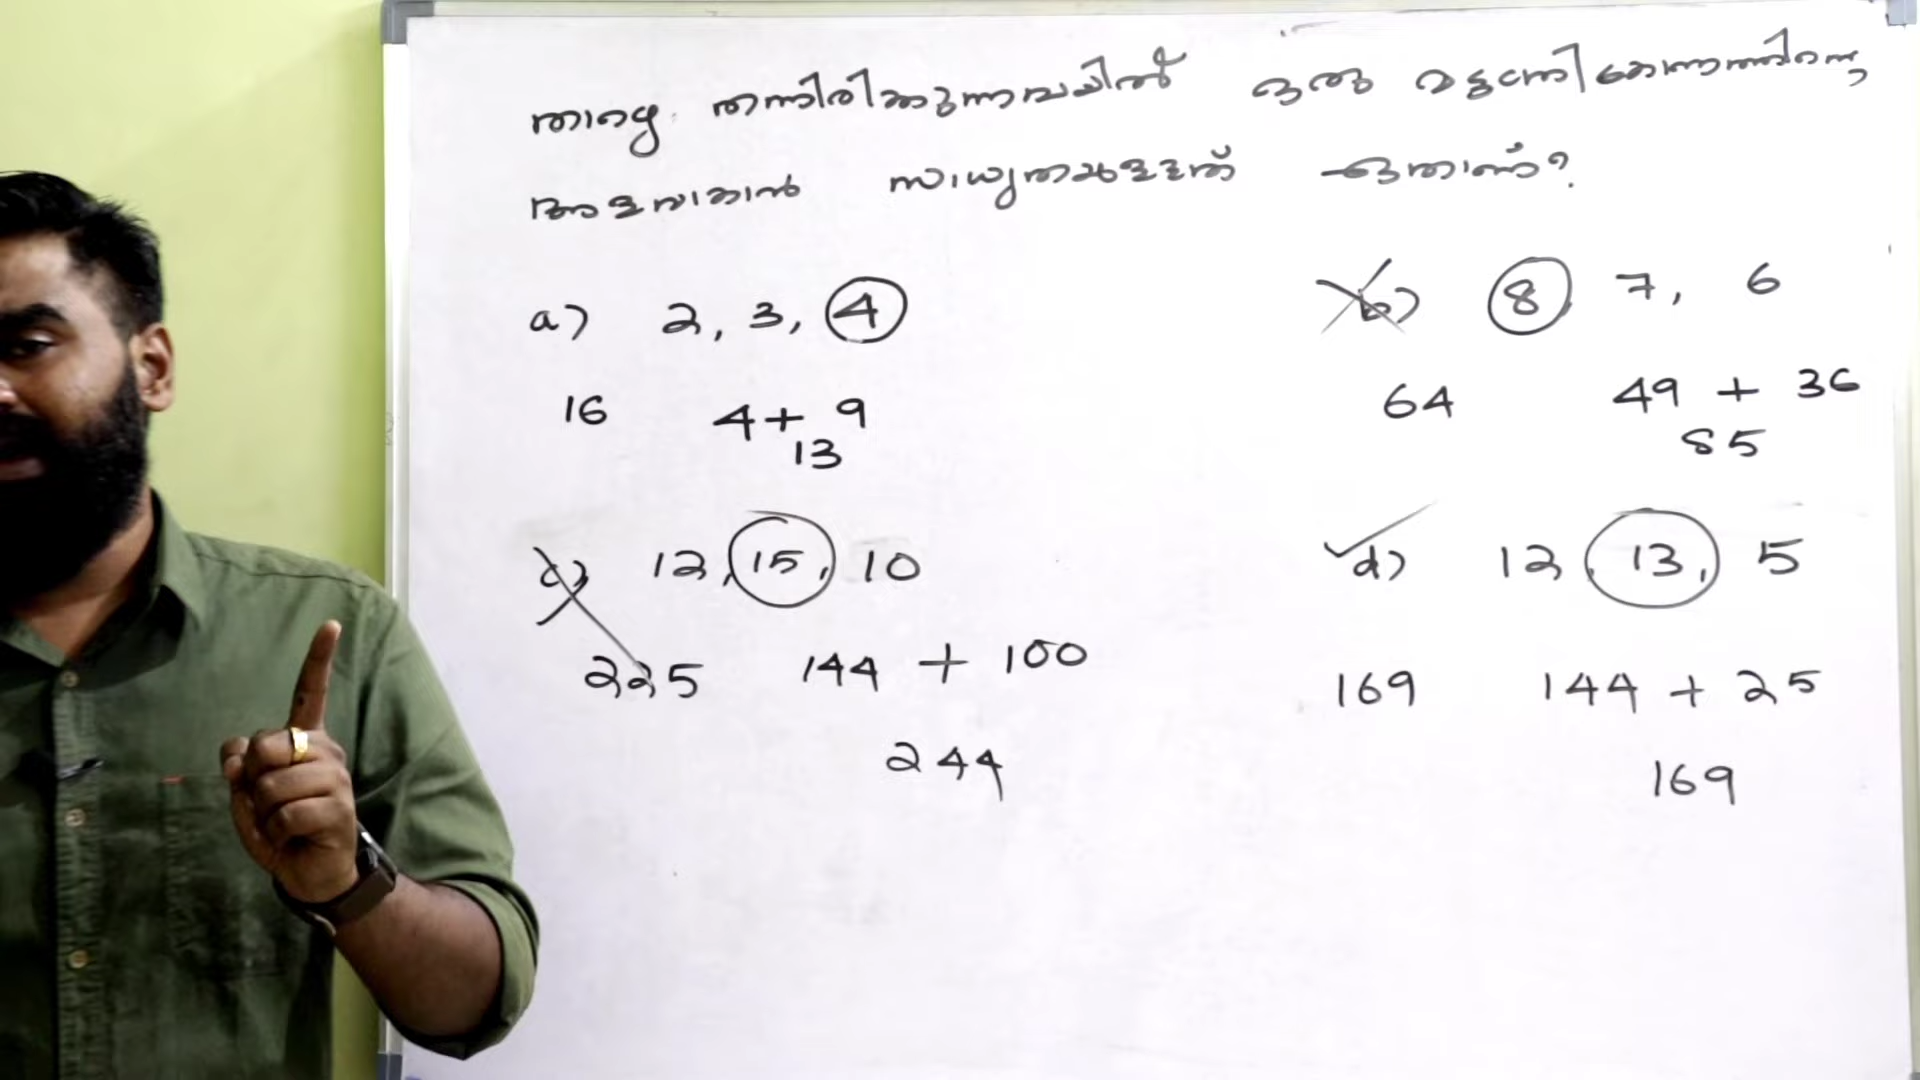 താഴെ തന്നിരിക്കുന്നവയിൽ ഒരു മട്ടത്രികോണത്തിന്റെ
അളവാകാൻ സാധ്യതയുള്ളത് ഏതാണ്?
a) 2, 3, 4 b) 8, 7, 6
16 4 + 9 64 49 + 36
13 85
c) 12, 15, 10 d) 12, 13, 5
225 144 + 100 169 144 + 25
244 169